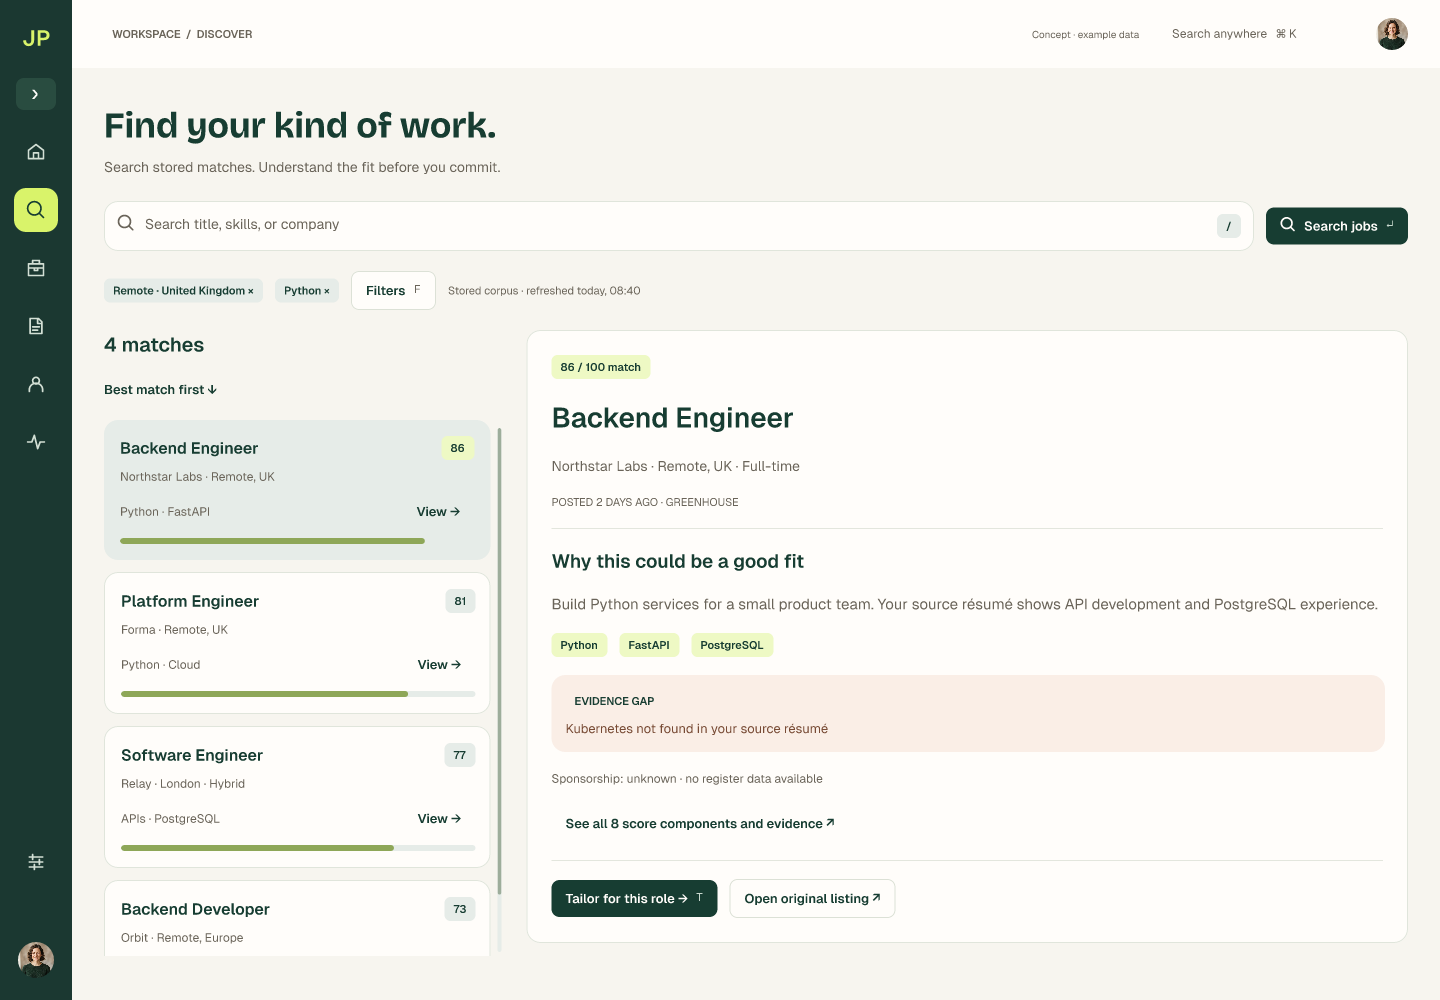 JP
WORKSPACE / DISCOVER
Concept · example data
Search anywhere ⌘ K
Find your kind of work.
Search stored matches. Understand the fit before you commit.
Search title, skills, or company
/
Search jobs ↵
Remote · United Kingdom ×
Python ×
Filters F
Stored corpus · refreshed today, 08:40
4 matches
Best match first ↓
Backend Engineer
86
Northstar Labs · Remote, UK
Python · FastAPI
View →
Platform Engineer
81
Forma · Remote, UK
Python · Cloud
View →
Software Engineer
77
Relay · London · Hybrid
APIs · PostgreSQL
View →
Backend Developer
73
Orbit · Remote, Europe
86 / 100 match
Backend Engineer
Northstar Labs · Remote, UK · Full-time
POSTED 2 DAYS AGO · GREENHOUSE
Why this could be a good fit
Build Python services for a small product team. Your source résumé shows API development and PostgreSQL experience.
Python
FastAPI
PostgreSQL
EVIDENCE GAP
Kubernetes not found in your source résumé
Sponsorship: unknown · no register data available
See all 8 score components and evidence ↗
Tailor for this role → T
Open original listing ↗